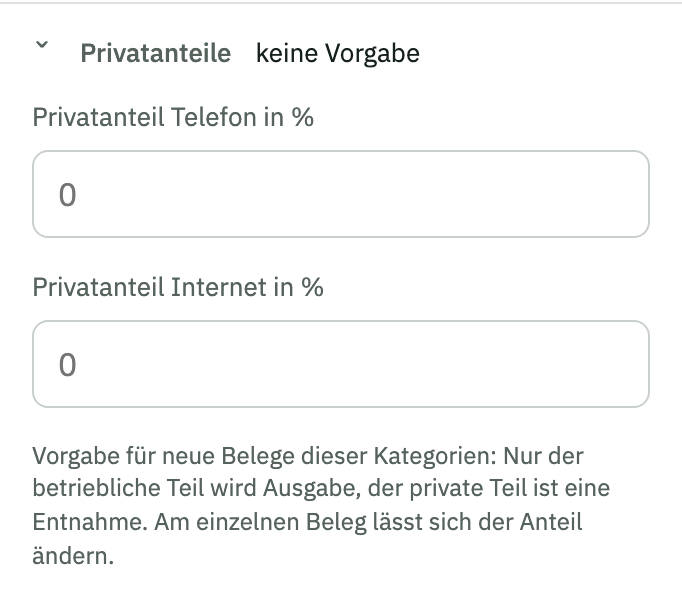 Privatanteile keine Vorgabe
Privatanteil Telefon in %
0
Privatanteil Internet in %
0
Vorgabe für neue Belege dieser Kategorien: Nur der
betriebliche Teil wird Ausgabe, der private Teil ist eine
Entnahme. Am einzelnen Beleg lässt sich der Anteil
ändern.